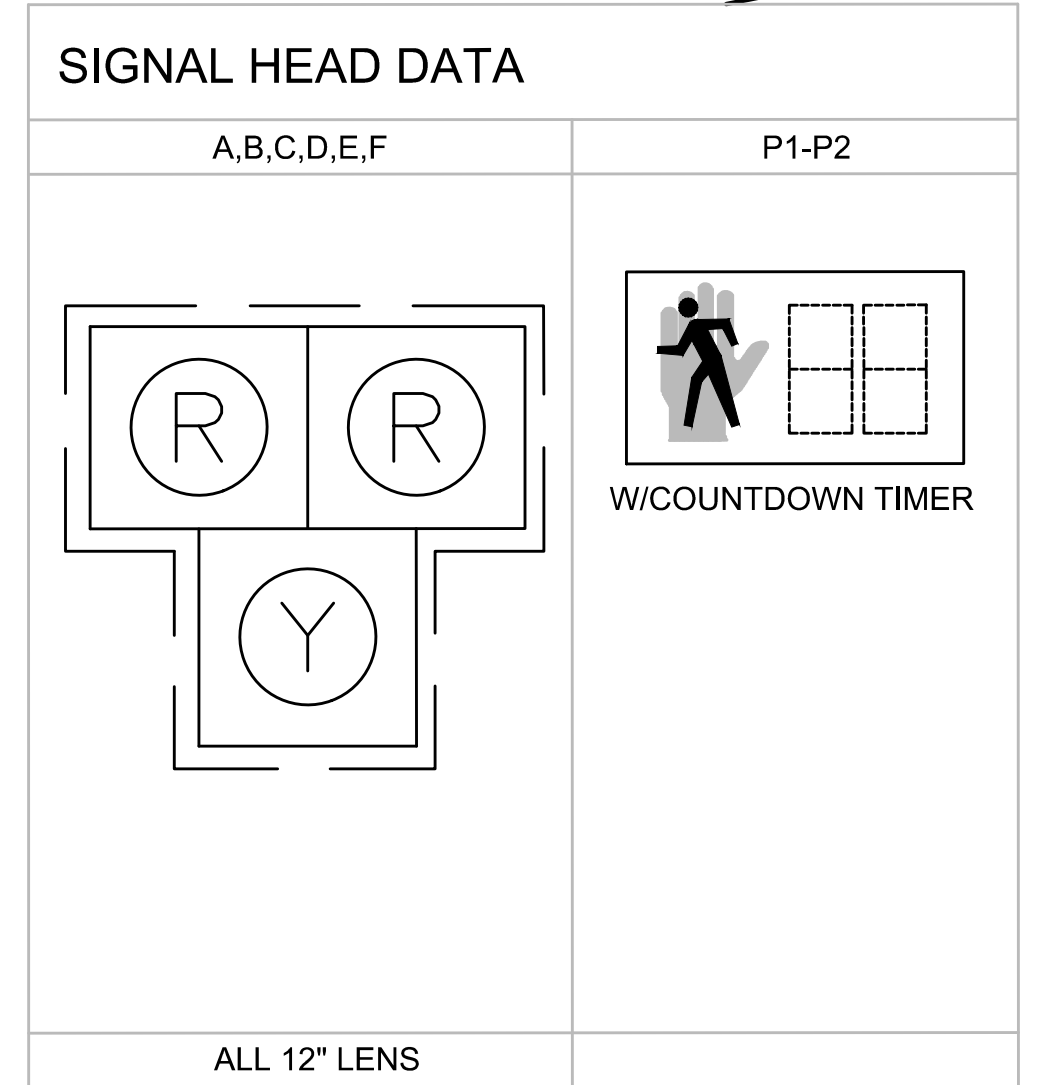 SIGNAL HEAD DATA
A,B,C,D,E,F
P1-P2
R R
Y
W/COUNTDOWN TIMER
ALL 12" LENS